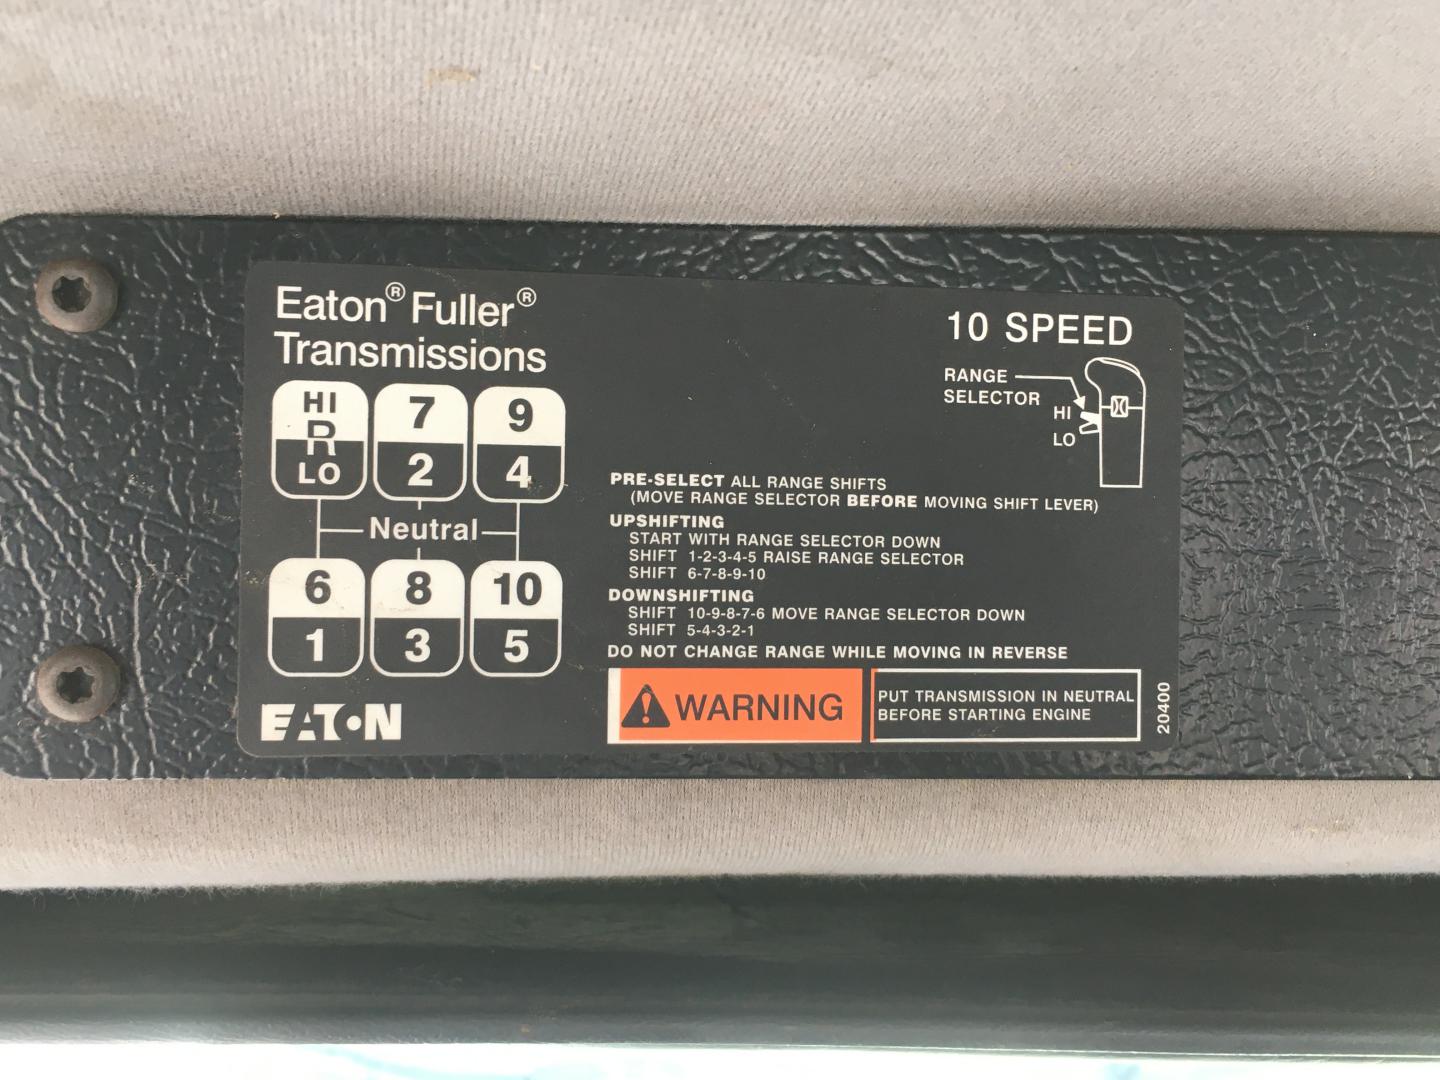 Eaton® Fuller®
Transmissions
HI
R
LO
7
2
9
4
Neutral
6
1
8
3
10
5
EATON
10 SPEED
RANGE
SELECTOR
HI
LO
PRE-SELECT ALL RANGE SHIFTS
(MOVE RANGE SELECTOR BEFORE MOVING SHIFT LEVER)
UPSHIFTING
START WITH RANGE SELECTOR DOWN
SHIFT 1-2-3-4-5 RAISE RANGE SELECTOR
SHIFT 6-7-8-9-10
DOWNSHIFTING
SHIFT 10-9-8-7-6 MOVE RANGE SELECTOR DOWN
SHIFT 5-4-3-2-1
DO NOT CHANGE RANGE WHILE MOVING IN REVERSE
WARNING
PUT TRANSMISSION IN NEUTRAL
BEFORE STARTING ENGINE
20400